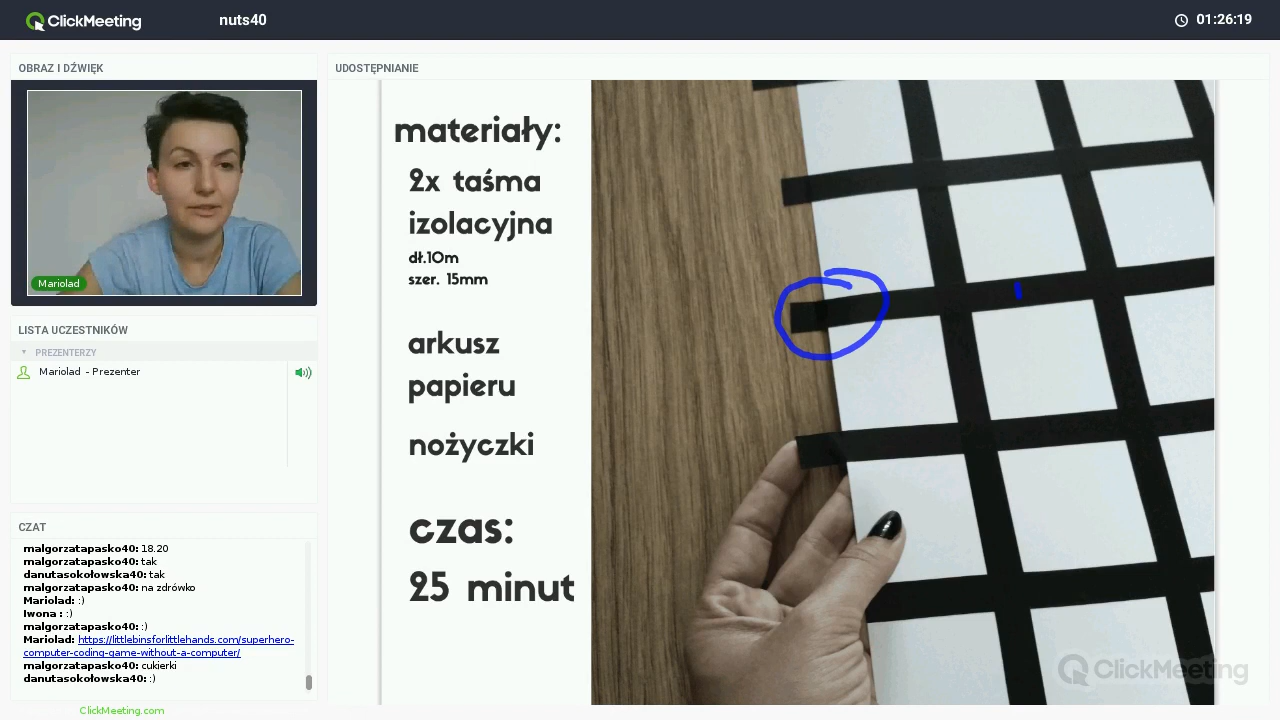 ClickMeeting
nuts40
01:26:19
OBRAZ I DŹWIĘK
Mariolad
LISTA UCZESTNIKÓW
PREZENTERZY
Mariolad - Prezenter
CZAT
malgorzatapasko40: 18.20
malgorzatapasko40: tak
danutasokołowska40: tak
malgorzatapasko40: na zdrówko
Mariolad: :)
Iwona : :)
malgorzatapasko40: :)
Mariolad: https://littlebinsforlittlehands.com/superhero-
computer-coding-game-without-a-computer/
malgorzatapasko40: cukierki
danutasokołowska40: :)
ClickMeeting.com
UDOSTĘPNIANIE
materiały:
2x taśma
izolacyjna
dł.10m
szer. 15mm
arkusz
papieru
nożyczki
czas:
25 minut
ClickMeeting